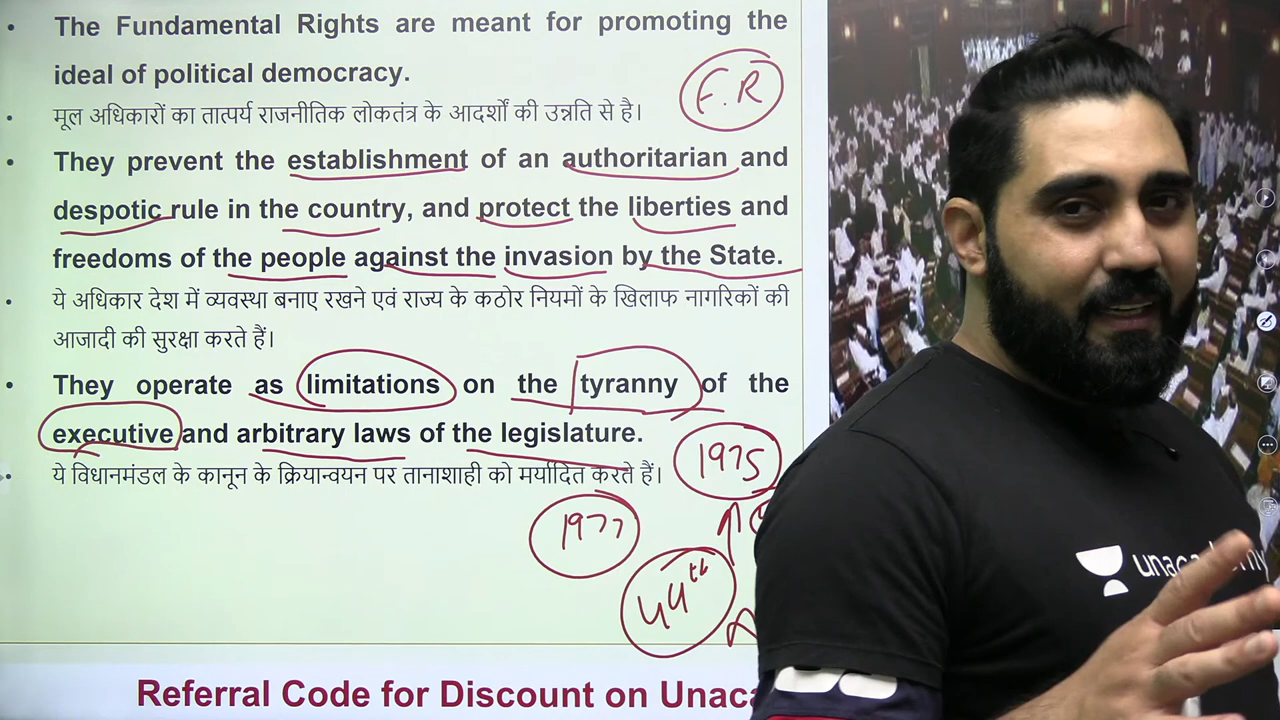 • The Fundamental Rights are meant for promoting the
ideal of political democracy.
F.R
• मूल अधिकारों का तात्पर्य राजनीतिक लोकतंत्र के आदर्शों की उन्नति से है।
• They prevent the establishment of an authoritarian and
despotic rule in the country, and protect the liberties and
freedoms of the people against the invasion by the State.
• ये अधिकार देश में व्यवस्था बनाए रखने एवं राज्य के कठोर नियमों के खिलाफ नागरिकों की
आजादी की सुरक्षा करते हैं।
• They operate as limitations on the tyranny of the
executive and arbitrary laws of the legislature.
1975
• ये विधानमंडल के कानून के क्रियान्वयन पर तानाशाही को मर्यादित करते हैं।
1977
44th
unacademy
Referral Code for Discount on Unaca